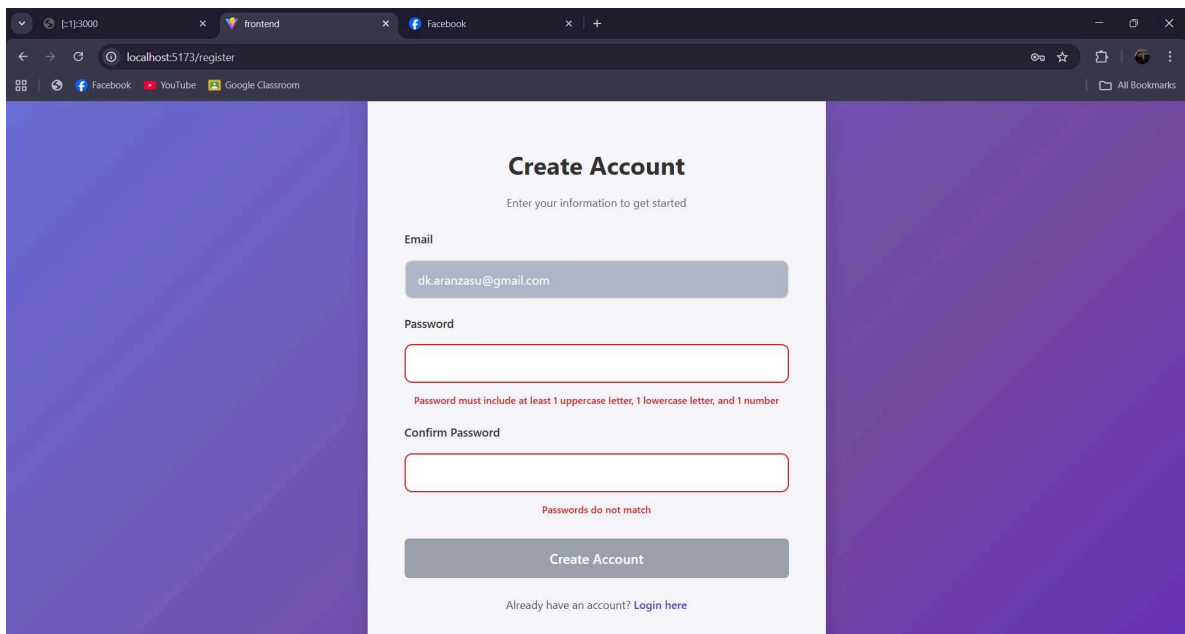 [::1]:3000
frontend
Facebook
localhost:5173/register
Facebook YouTube Google Classroom All Bookmarks
Create Account
Enter your information to get started
Email
dk.aranzasu@gmail.com
Password
Password must include at least 1 uppercase letter, 1 lowercase letter, and 1 number
Confirm Password
Passwords do not match
Create Account
Already have an account? Login here